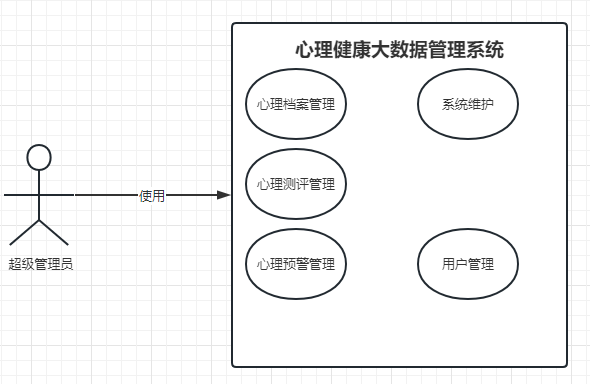 心理健康大数据管理系统
心理档案管理
系统维护
心理测评管理
使用
心理预警管理
用户管理
超级管理员